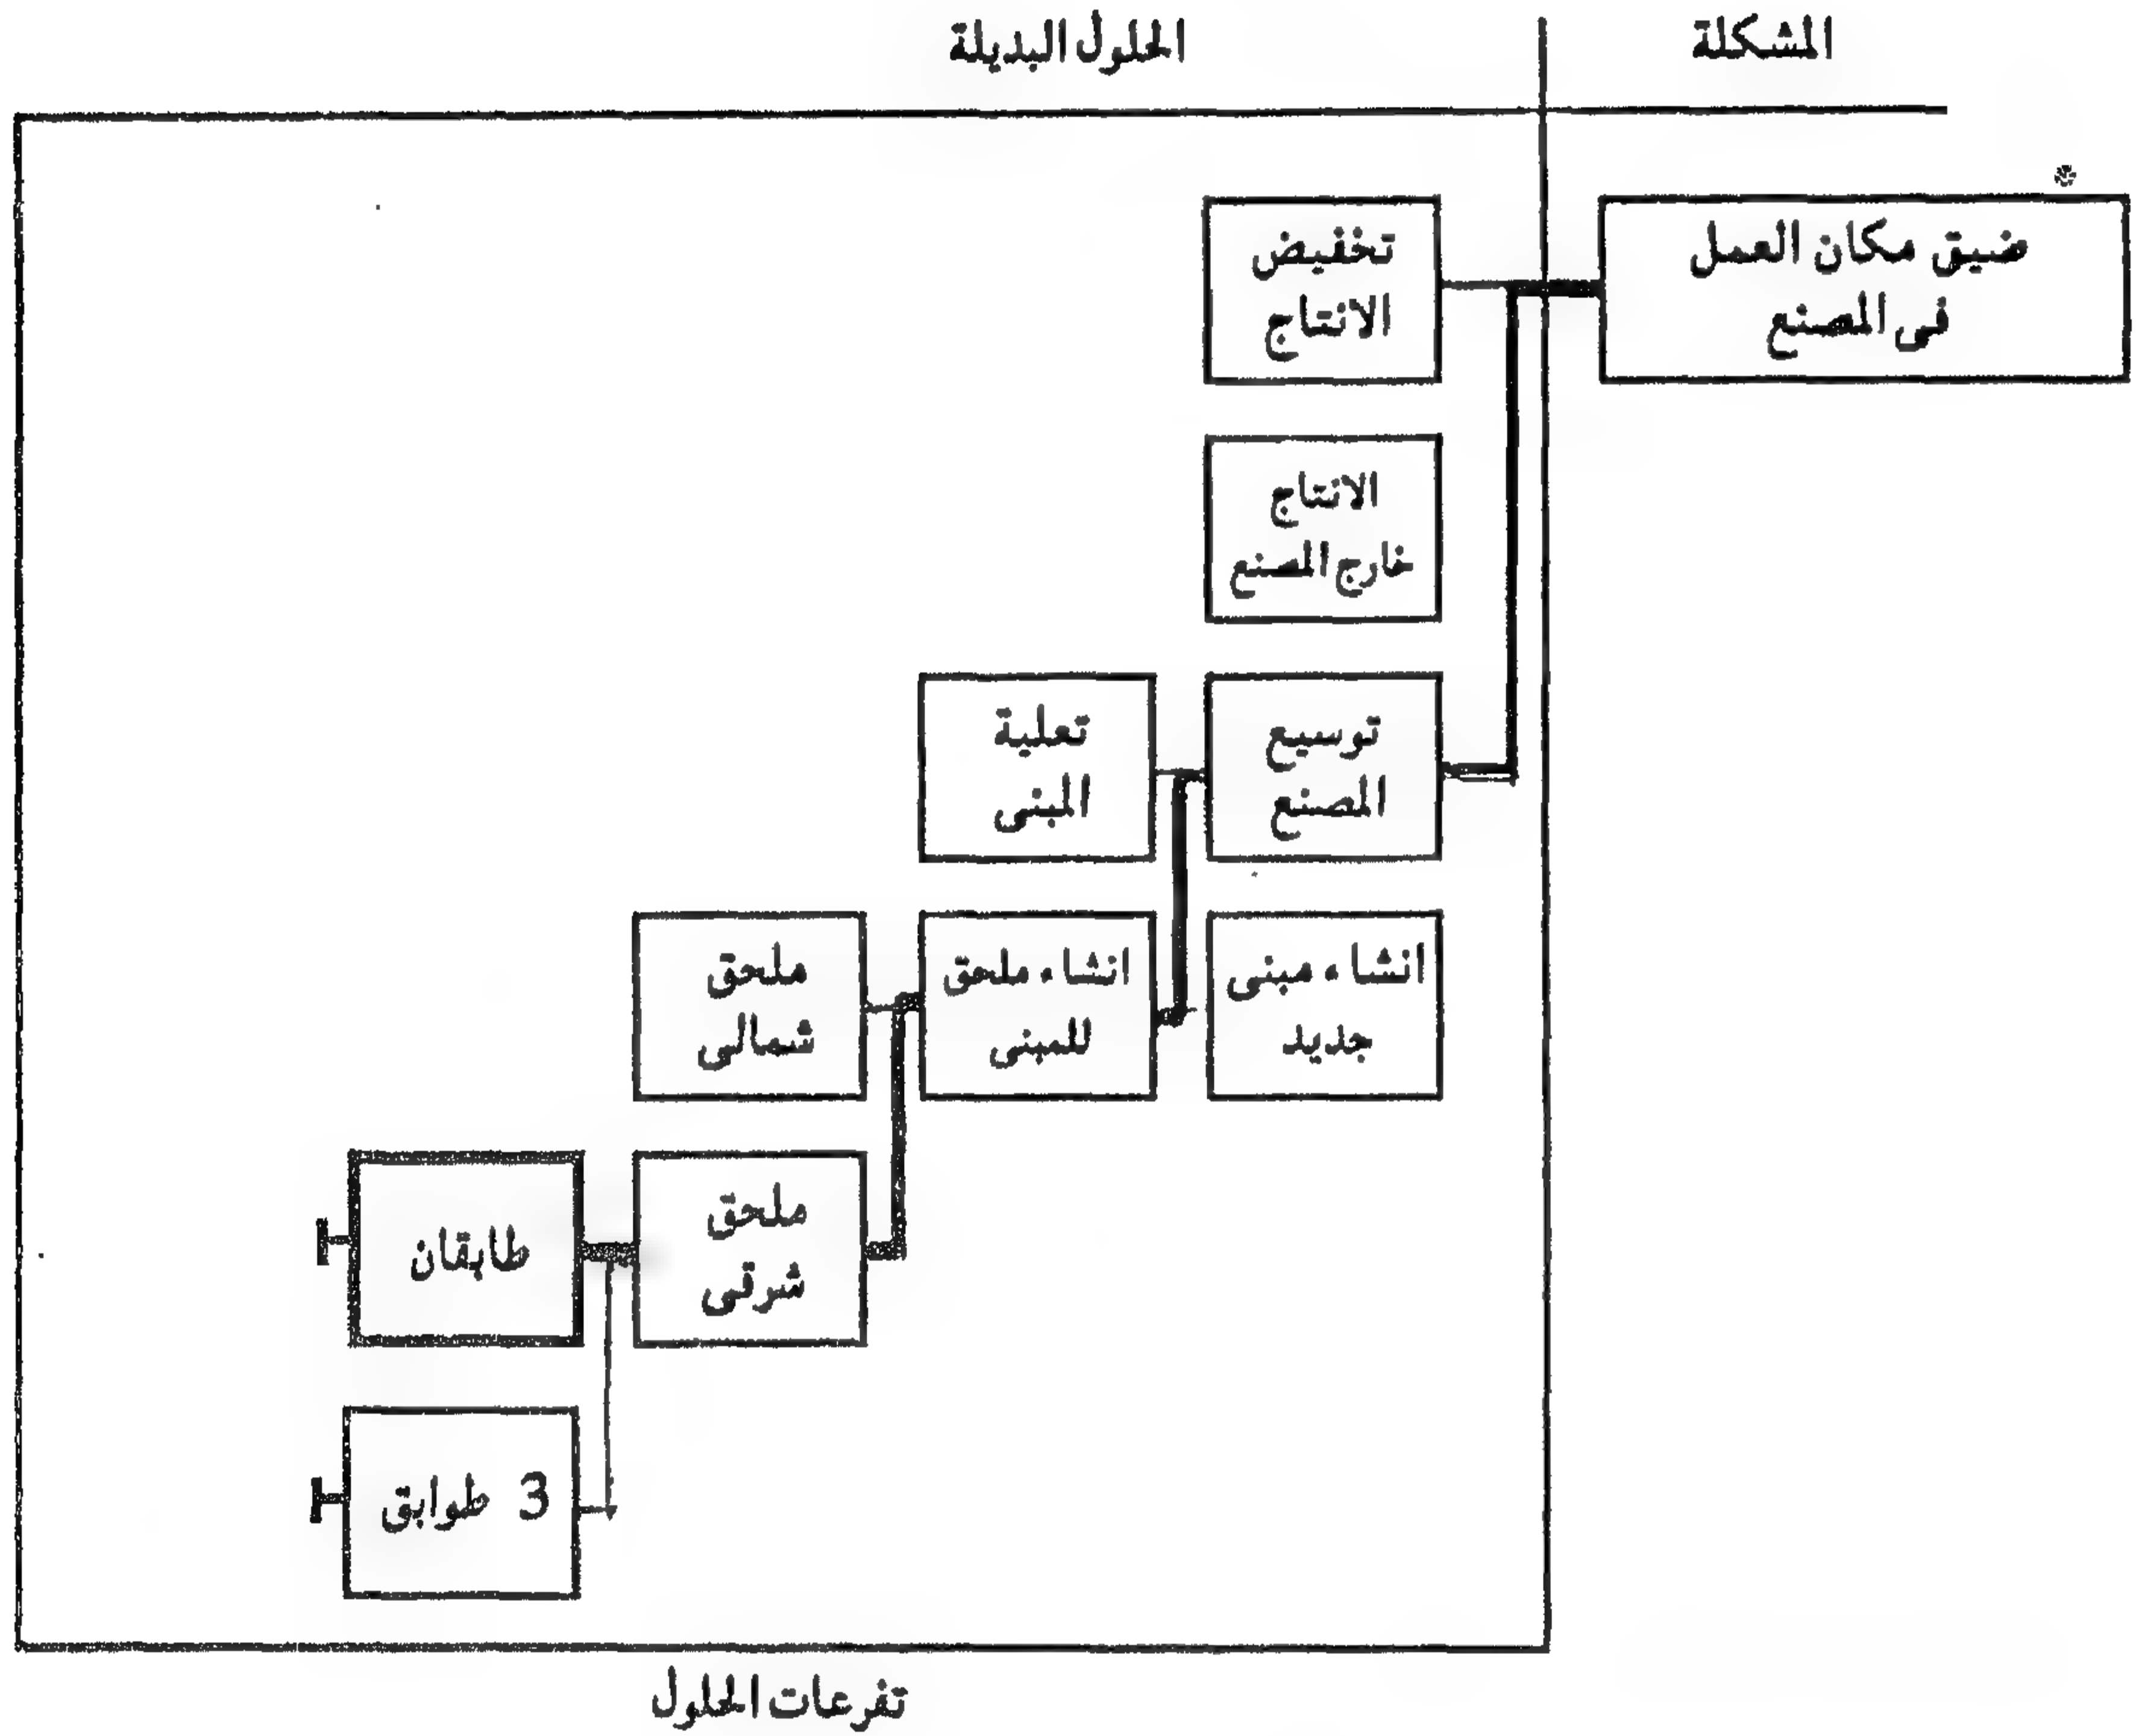 المشكلة
الحلول البديلة
*
ضيق مكان العمل
فى المصنع
تخفيض
الانتاج
الانتاج
خارج المصنع
توسيع
المصنع
تعلية
المبنى
انشاء مبنى
جديد
انشاء ملحق
للمبنى
ملحق
شمالى
ملحق
شرقى
طابقان
3 طوابق
تفرعات الحلول